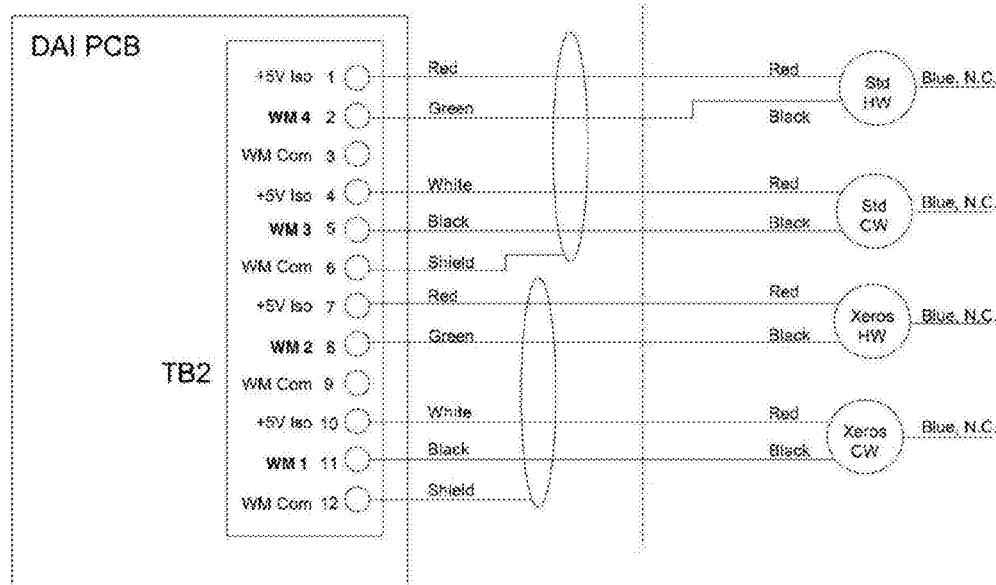 DAI PCB
+5V Iso 1 Red Red Std HW Blue, N.C.
WM 4 2 Green Black
WM Com 3
+5V Iso 4 White Red Std CW Blue, N.C.
WM 3 5 Black Black
WM Com 6 Shield
+5V Iso 7 Red Red Xeros HW Blue, N.C.
WM 2 8 Green Black
TB2
WM Com 9
+5V Iso 10 White Red Xeros CW Blue, N.C.
WM 1 11 Black Black
WM Com 12 Shield